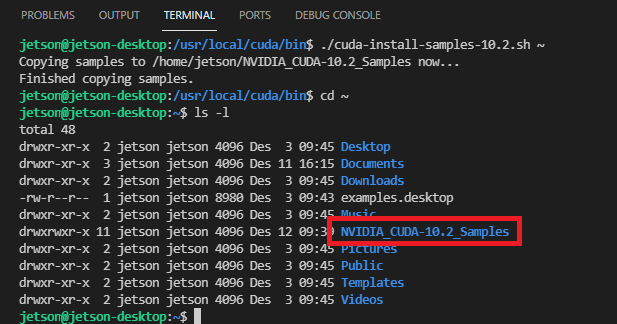 PROBLEMS OUTPUT TERMINAL PORTS DEBUG CONSOLE
jetson@jetson-desktop:/usr/local/cuda/bin$ ./cuda-install-samples-10.2.sh ~
Copying samples to /home/jetson/NVIDIA_CUDA-10.2_Samples now...
Finished copying samples.
jetson@jetson-desktop:/usr/local/cuda/bin$ cd ~
jetson@jetson-desktop:~$ ls -l
total 48
drwxr-xr-x  2 jetson jetson 4096 Des  3 09:45 Desktop
drwxr-xr-x  3 jetson jetson 4096 Des 11 16:15 Documents
drwxr-xr-x  2 jetson jetson 4096 Des  3 09:45 Downloads
-rw-r--r--  1 jetson jetson 8980 Des  3 09:43 examples.desktop
drwxr-xr-x  2 jetson jetson 4096 Des  3 09:45 Music
drwxrwxr-x 11 jetson jetson 4096 Des 12 09:39 NVIDIA_CUDA-10.2_Samples
drwxr-xr-x  2 jetson jetson 4096 Des  3 09:45 Pictures
drwxr-xr-x  2 jetson jetson 4096 Des  3 09:45 Public
drwxr-xr-x  2 jetson jetson 4096 Des  3 09:45 Templates
drwxr-xr-x  2 jetson jetson 4096 Des  3 09:45 Videos
jetson@jetson-desktop:~$